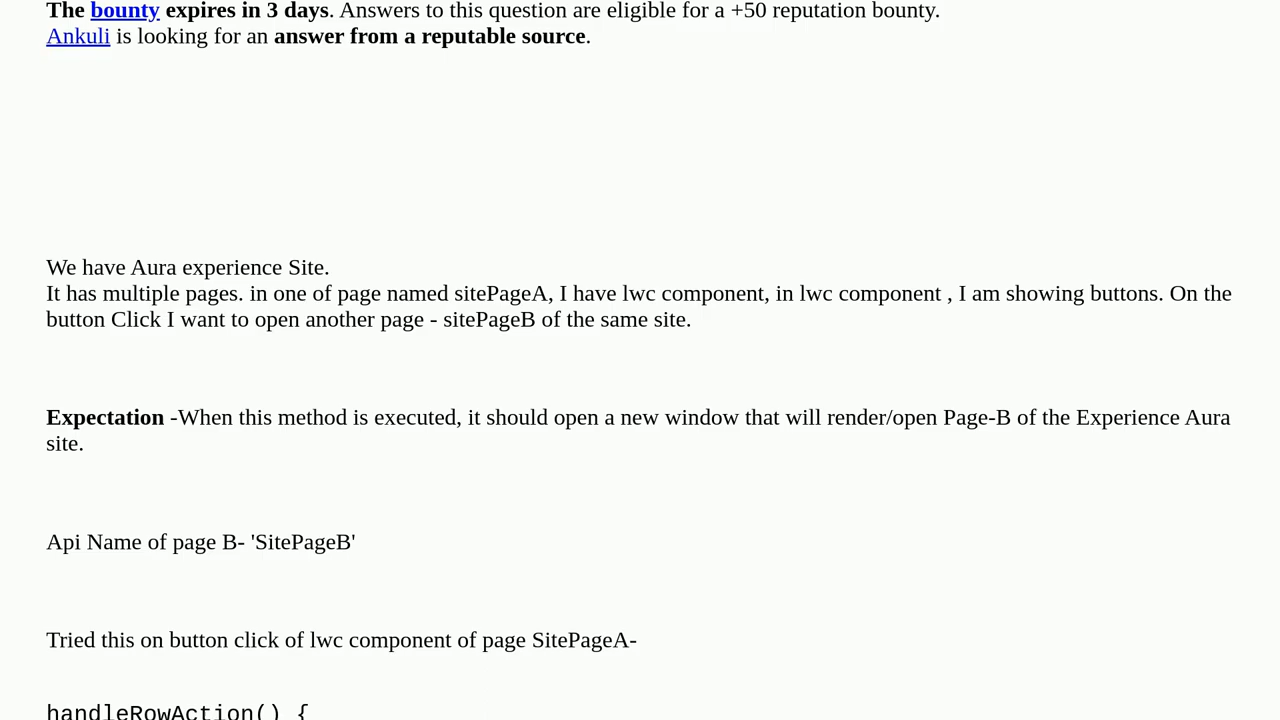 The bounty expires in 3 days. Answers to this question are eligible for a +50 reputation bounty.
Ankuli is looking for an answer from a reputable source.
We have Aura experience Site.
It has multiple pages. in one of page named sitePageA, I have lwc component, in lwc component , I am showing buttons. On the
button Click I want to open another page - sitePageB of the same site.
Expectation -When this method is executed, it should open a new window that will render/open Page-B of the Experience Aura
site.
Api Name of page B- 'SitePageB'
Tried this on button click of lwc component of page SitePageA-
handleRowAction() {